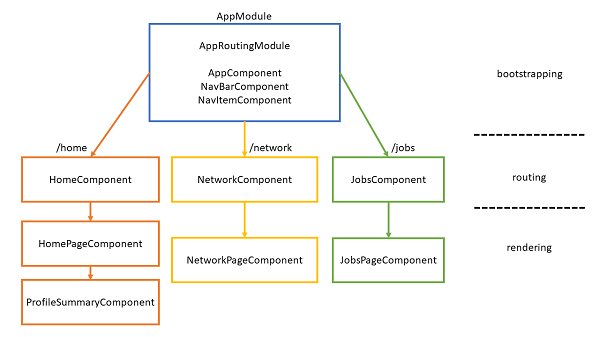 AppModule
AppRoutingModule
AppComponent
NavBarComponent
NavItemComponent
bootstrapping
/home
/network
/jobs
HomeComponent
NetworkComponent
JobsComponent
routing
HomePageComponent
NetworkPageComponent
JobsPageComponent
rendering
ProfileSummaryComponent